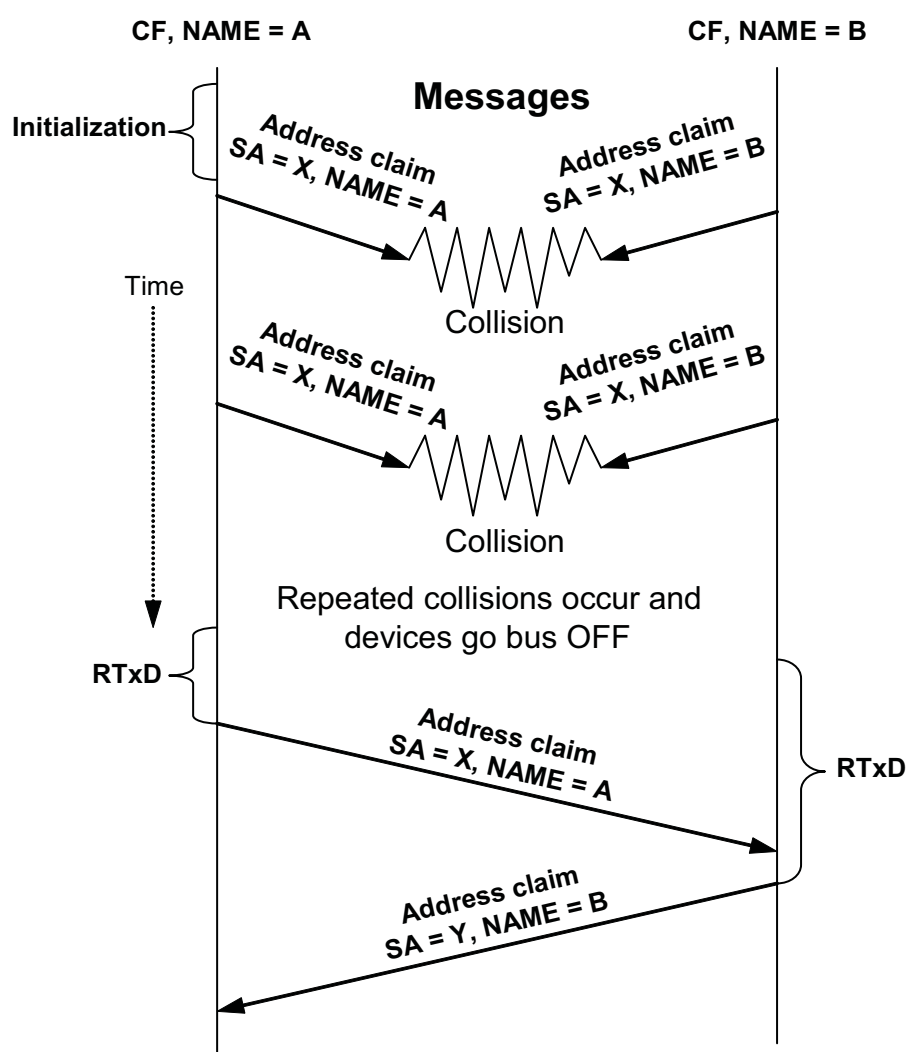 CF, NAME = A
CF, NAME = B
Messages
Initialization
Address claim
SA = X, NAME = A
Address claim
SA = X, NAME = B
Collision
Time
Address claim
SA = X, NAME = A
Address claim
SA = X, NAME = B
Collision
Repeated collisions occur and
devices go bus OFF
RTxD
Address claim
SA = X, NAME = A
RTxD
Address claim
SA = Y, NAME = B